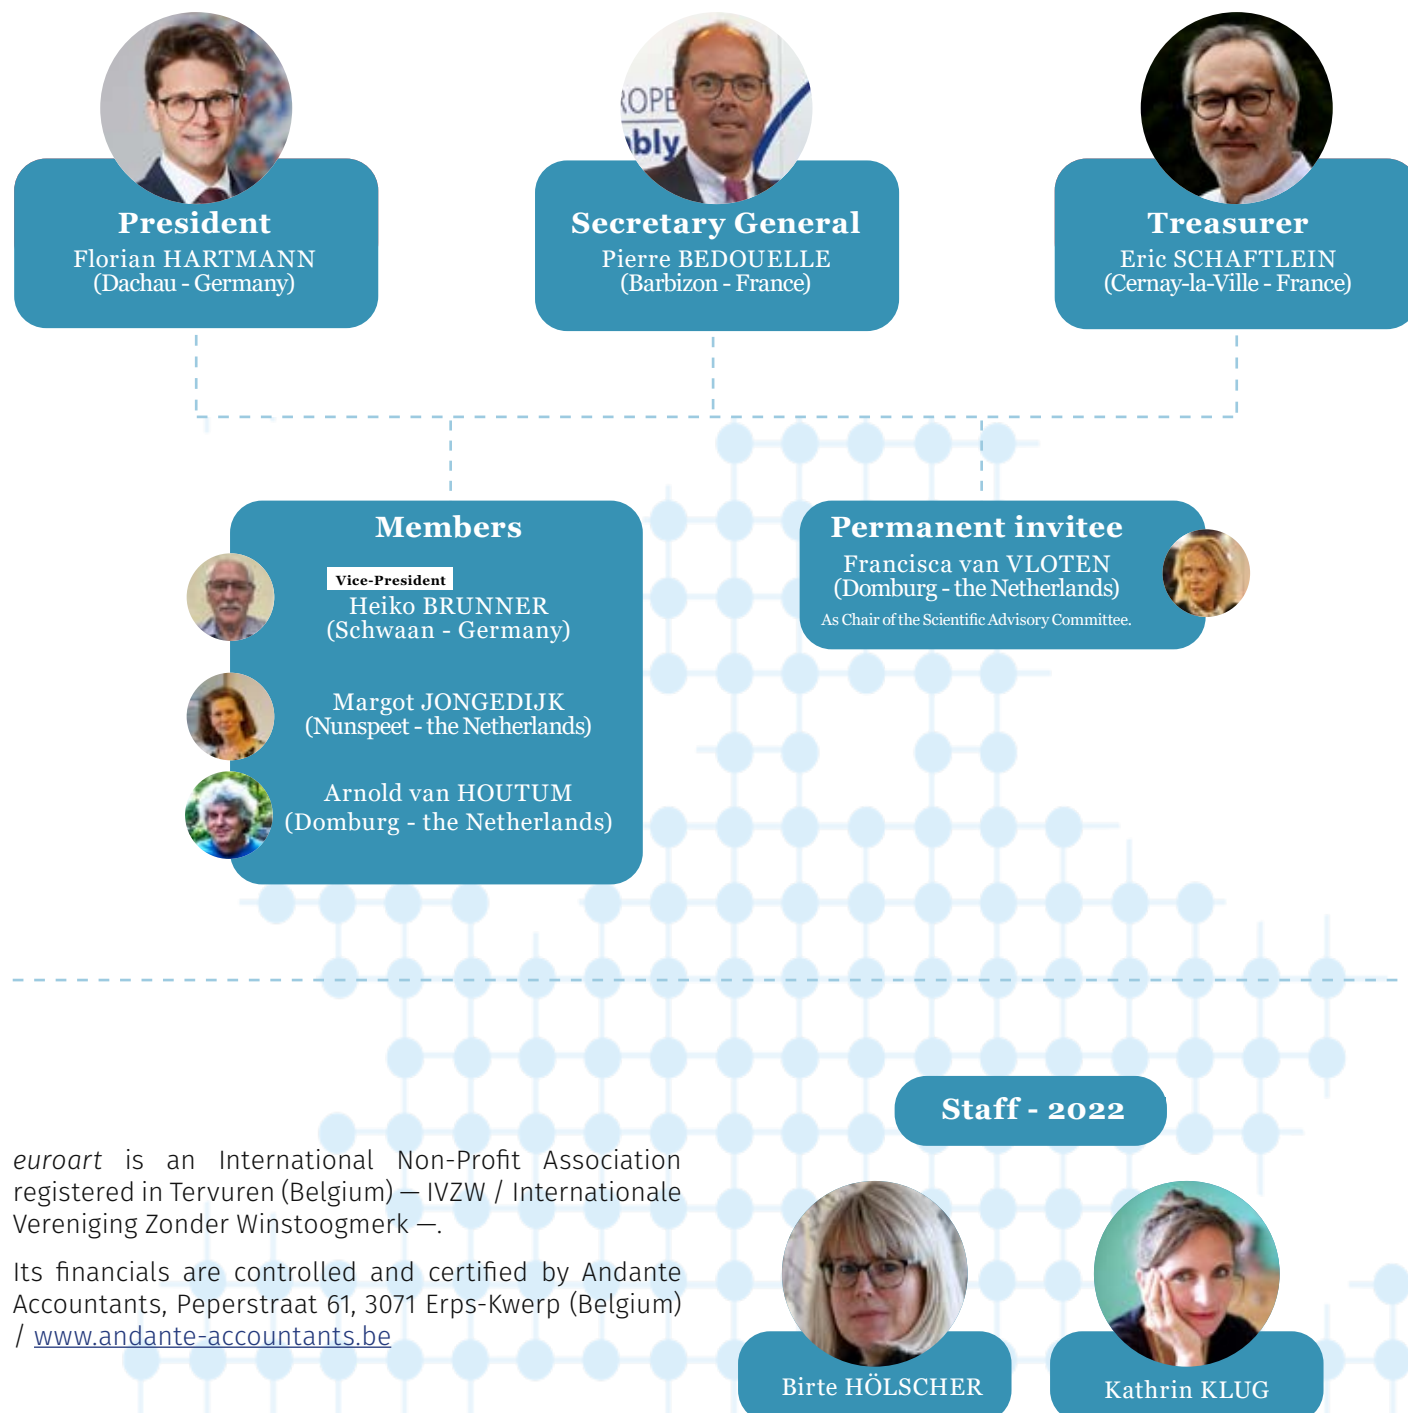 ROPE
bly
President
Florian HARTMANN
(Dachau - Germany)
Secretary General
Pierre BEDOUELLE
(Barbizon - France)
Treasurer
Eric SCHAFTLEIN
(Cernay-la-Ville - France)
Members
Vice-President
Heiko BRUNNER
(Schwaan - Germany)
Margot JONGEDIJK
(Nunspeet - the Netherlands)
Arnold van HOUTUM
(Domburg - the Netherlands)
Permanent invitee
Francisca van VLOTEN
(Domburg - the Netherlands)
As Chair of the Scientific Advisory Committee.
euroart is an International Non-Profit Association
registered in Tervuren (Belgium) — IVZW / Internationale
Vereniging Zonder Winstoogmerk —.
Its financials are controlled and certified by Andante
Accountants, Peperstraat 61, 3071 Erps-Kwerp (Belgium)
/ www.andante-accountants.be
Staff - 2022
Birte HÖLSCHER
Kathrin KLUG